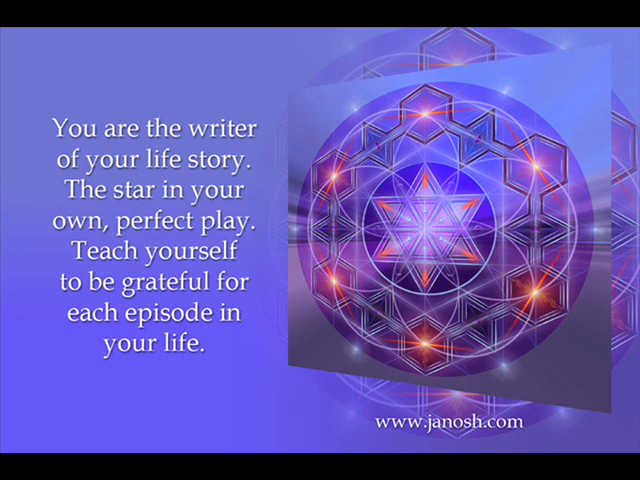 You are the writer
of your life story.
The star in your
own, perfect play.
Teach yourself
to be grateful for
each episode in
your life.
www.janosh.com